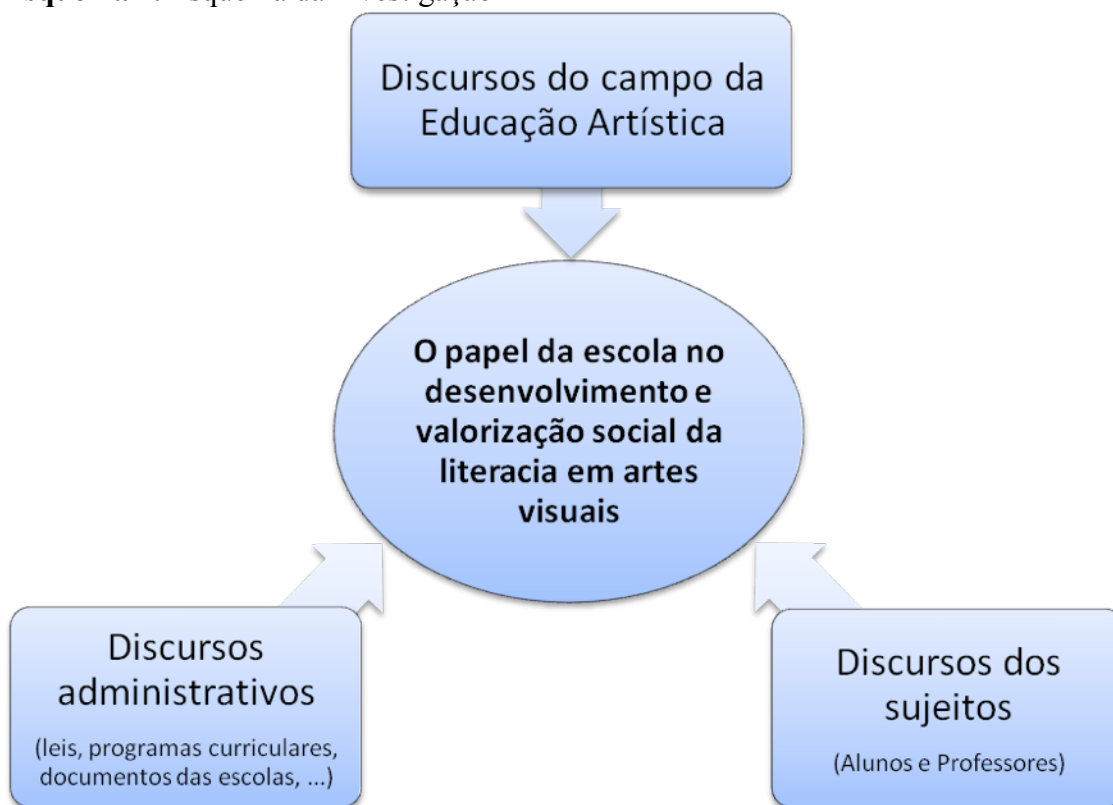 Discursos do campo da
Educação Artística
O papel da escola no
desenvolvimento e
valorização social da
literacia em artes
visuais
Discursos
administrativos
(leis, programas curriculares,
documentos das escolas, ...)
Discursos dos
sujeitos
(Alunos e Professores)